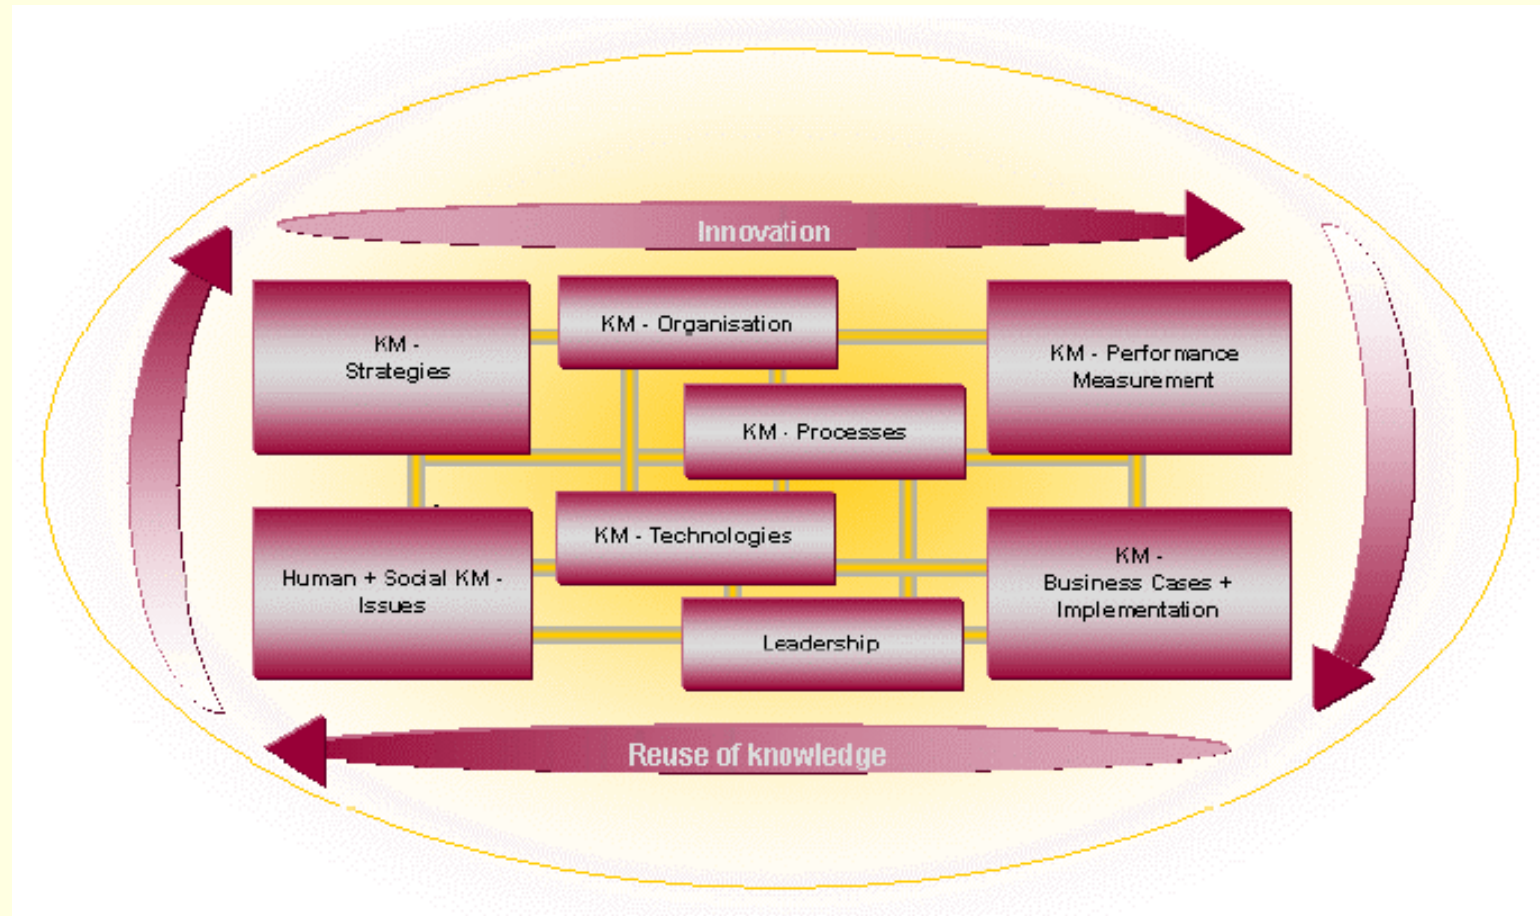 Innovation
KM - Organisation
KM -
Strategies
KM - Performance
Measurement
KM - Processes
KM - Technologies
Human + Social KM -
Issues
KM -
Business Cases +
Implementation
Leadership
Reuse of knowledge